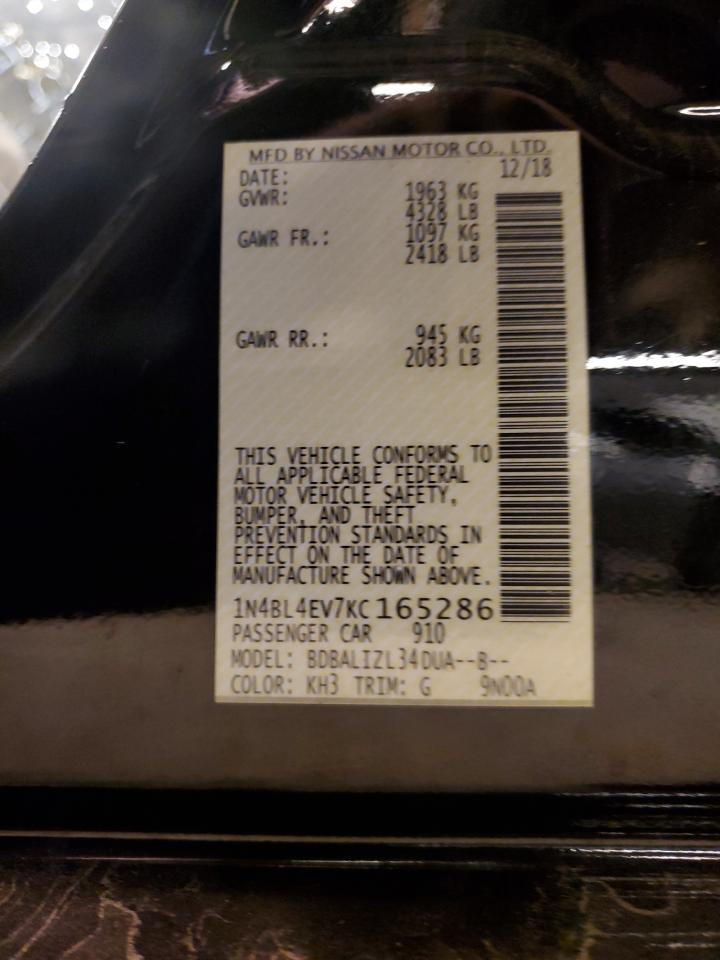 MFD BY NISSAN MOTOR CO., LTD.
DATE: 12/18
GVWR: 1963 KG
4328 LB
GAWR FR.: 1097 KG
2418 LB
GAWR RR.: 945 KG
2083 LB
THIS VEHICLE CONFORMS TO
ALL APPLICABLE FEDERAL
MOTOR VEHICLE SAFETY,
BUMPER, AND THEFT
PREVENTION STANDARDS IN
EFFECT ON THE DATE OF
MANUFACTURE SHOWN ABOVE.
1N4BL4EV7KC165286
PASSENGER CAR 910
MODEL: BDBALIZL34DUA--B--
COLOR: KH3 TRIM: G 9N00A